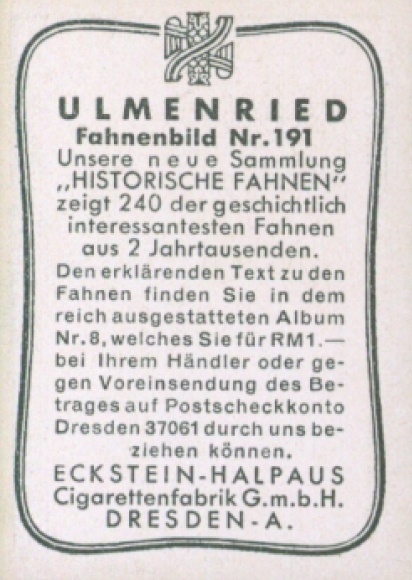 ULMENRIED
Fahnenbild Nr. 191
Unsere neue Sammlung
„HISTORISCHE FAHNEN“
zeigt 240 der geschichtlich
interessantesten Fahnen
aus 2 Jahrtausenden.
Den erklärenden Text zu den
Fahnen finden Sie in dem
reich ausgestatteten Album
Nr. 8, welches Sie für RM 1.—
bei Ihrem Händler oder ge-
gen Voreinsendung des Be-
trages auf Postscheckkonto
Dresden 37061 durch uns be-
ziehen können.
ECKSTEIN-HALPAUS
Cigarettenfabrik G.m.b.H.
DRESDEN-A.